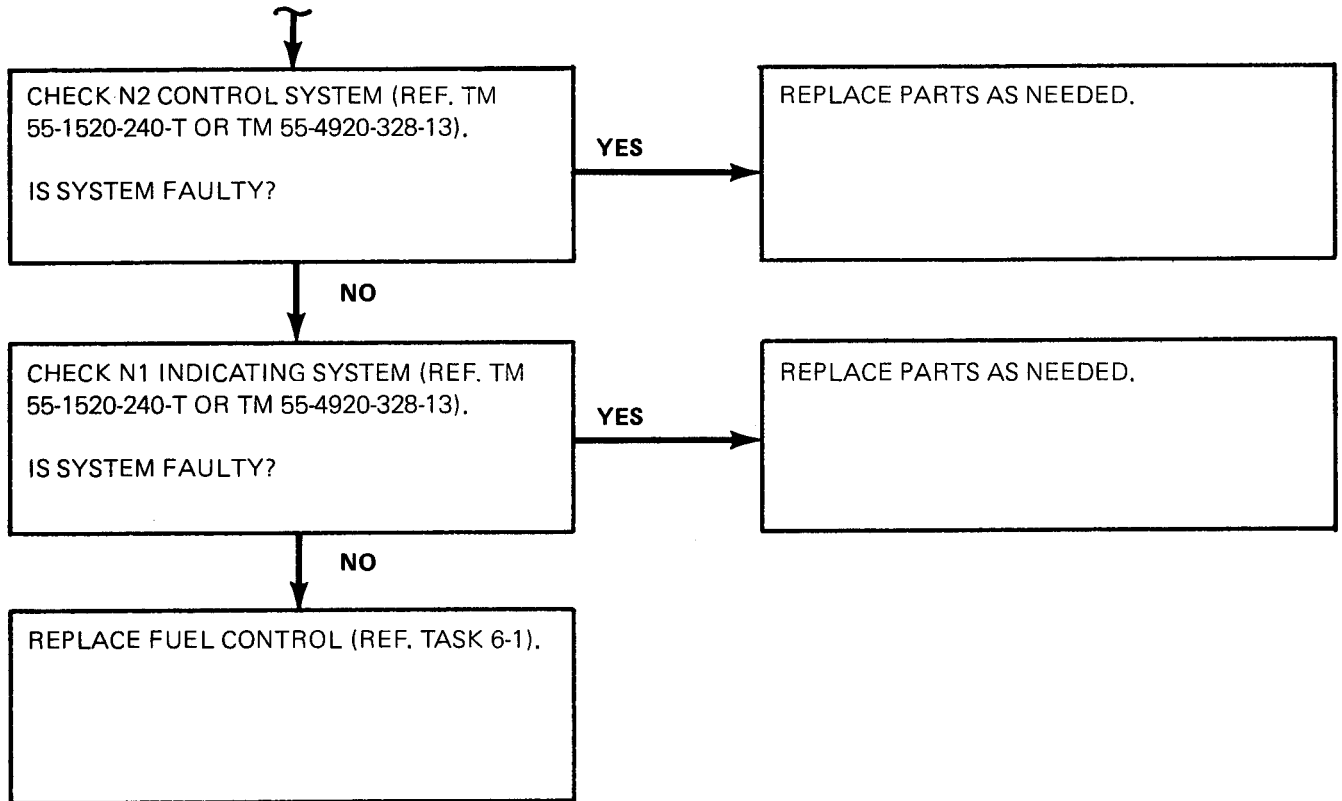 CHECK N2 CONTROL SYSTEM (REF. TM
55-1520-240-T OR TM 55-4920-328-13).
IS SYSTEM FAULTY?
YES
REPLACE PARTS AS NEEDED.
NO
CHECK N1 INDICATING SYSTEM (REF. TM
55-1520-240-T OR TM 55-4920-328-13).
IS SYSTEM FAULTY?
YES
REPLACE PARTS AS NEEDED.
NO
REPLACE FUEL CONTROL (REF. TASK 6-1).